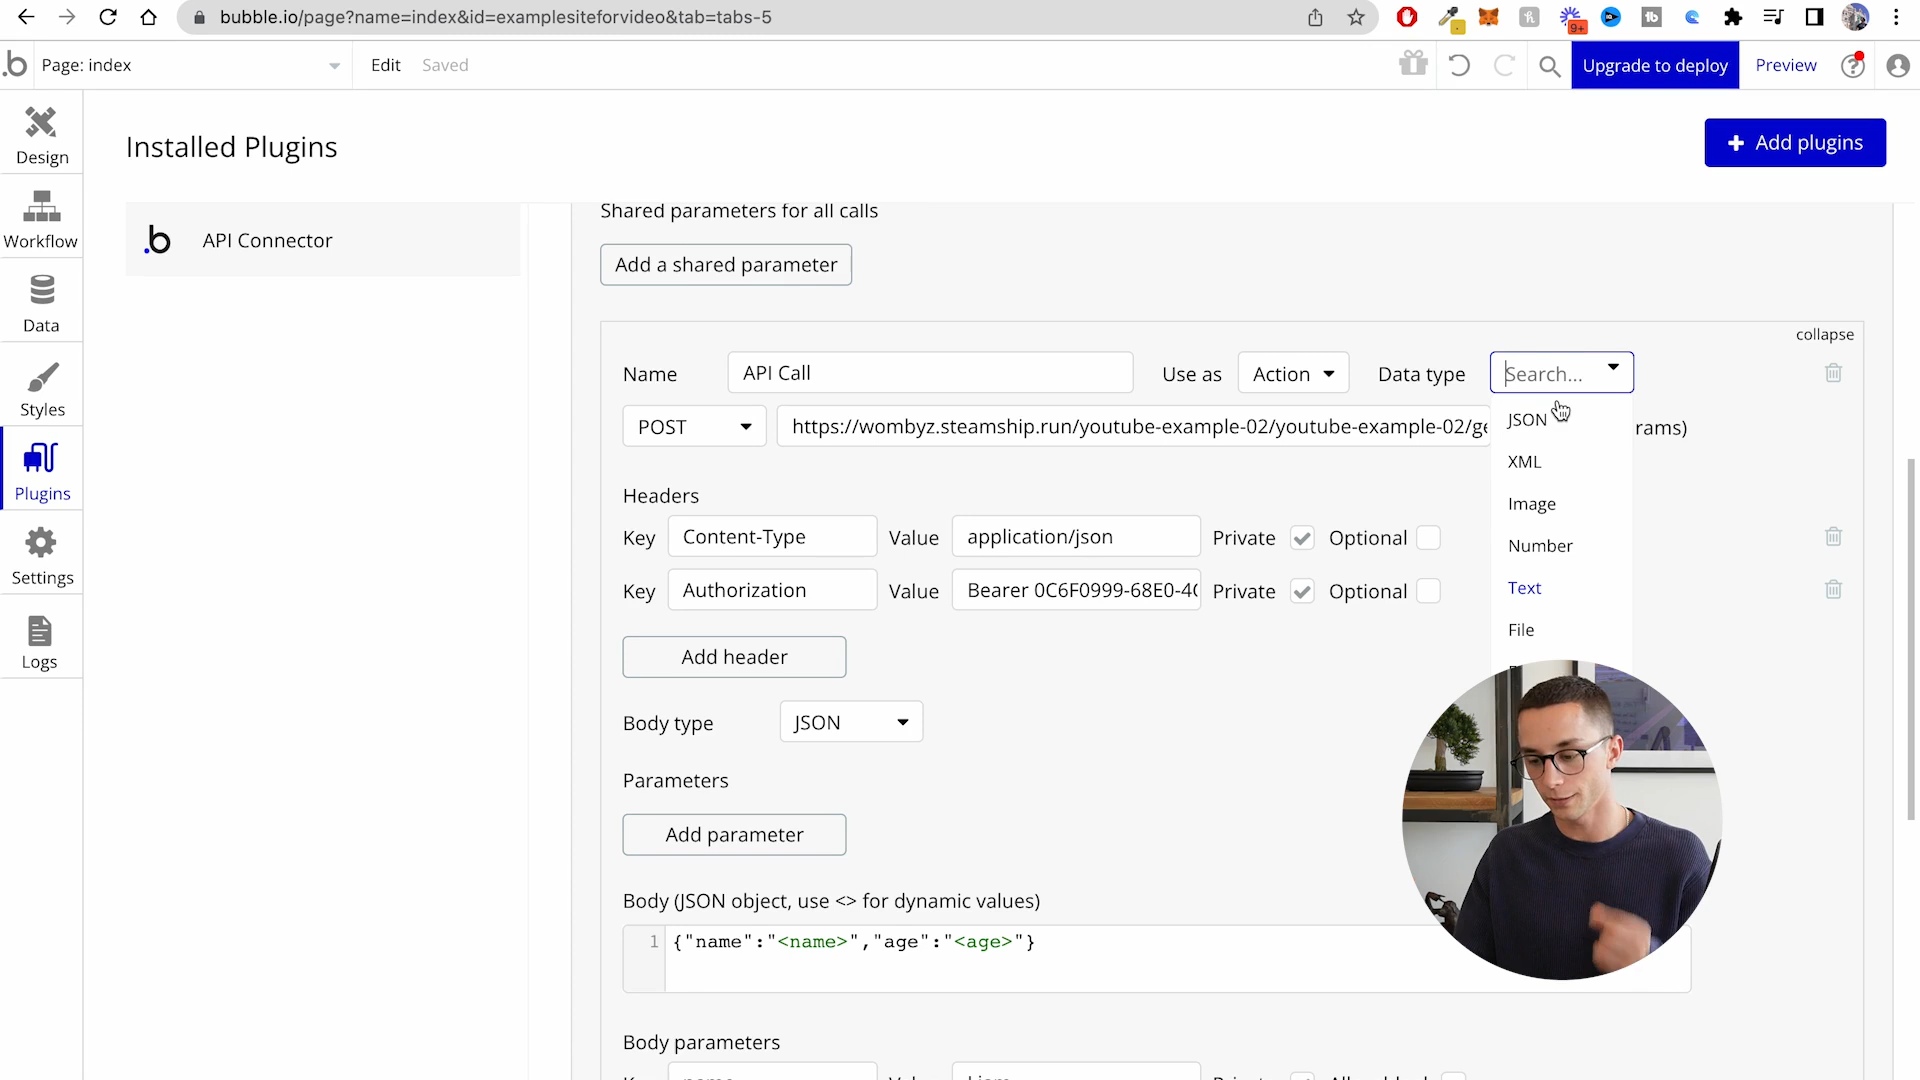 bubble.io/page?name=index&id=examplesiteforvideo&tab=tabs-5
9+
Page: index
Edit
Saved
Upgrade to deploy
Preview
Design
Workflow
Data
Styles
Plugins
Settings
Logs
Installed Plugins
+ Add plugins
API Connector
Shared parameters for all calls
Add a shared parameter
collapse
Name
API Call
Use as
Action
Data type
Search...
POST
https://wombyz.steamship.run/youtube-example-02/youtube-example-02/ge
rams)
JSON
XML
Image
Number
Text
File
Headers
Key Content-Type Value application/json Private Optional
Key Authorization Value Bearer 0C6F0999-68E0-4 Private Optional
Add header
Body type JSON
Parameters
Add parameter
Body (JSON object, use <> for dynamic values)
1 {"name":"<name>","age":"<age>"}
Body parameters